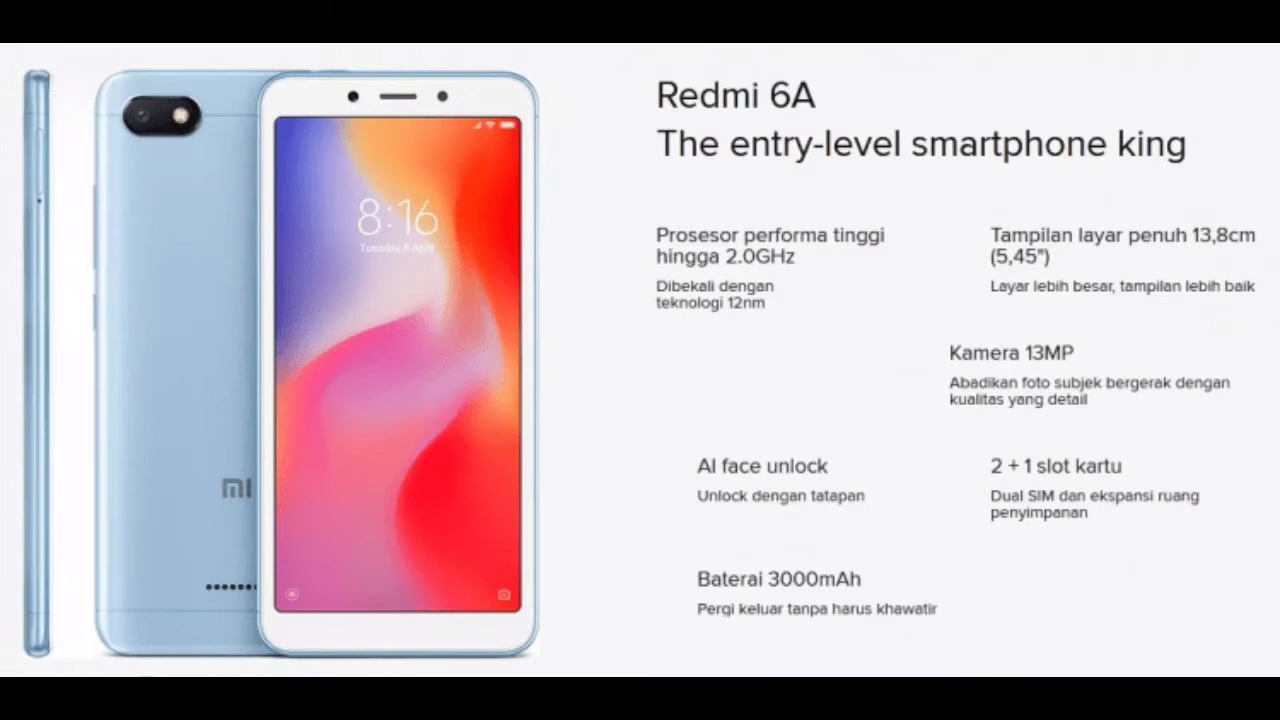 Redmi 6A
The entry-level smartphone king
Prosesor performa tinggi
hingga 2.0GHz
Dibekali dengan
teknologi 12nm
Tampilan layar penuh 13,8cm
(5,45")
Layar lebih besar, tampilan lebih baik
Kamera 13MP
Abadikan foto subjek bergerak dengan
kualitas yang detail
AI face unlock
Unlock dengan tatapan
2 + 1 slot kartu
Dual SIM dan ekspansi ruang
penyimpanan
Baterai 3000mAh
Pergi keluar tanpa harus khawatir
8:16
Tuesday,5 April
MI